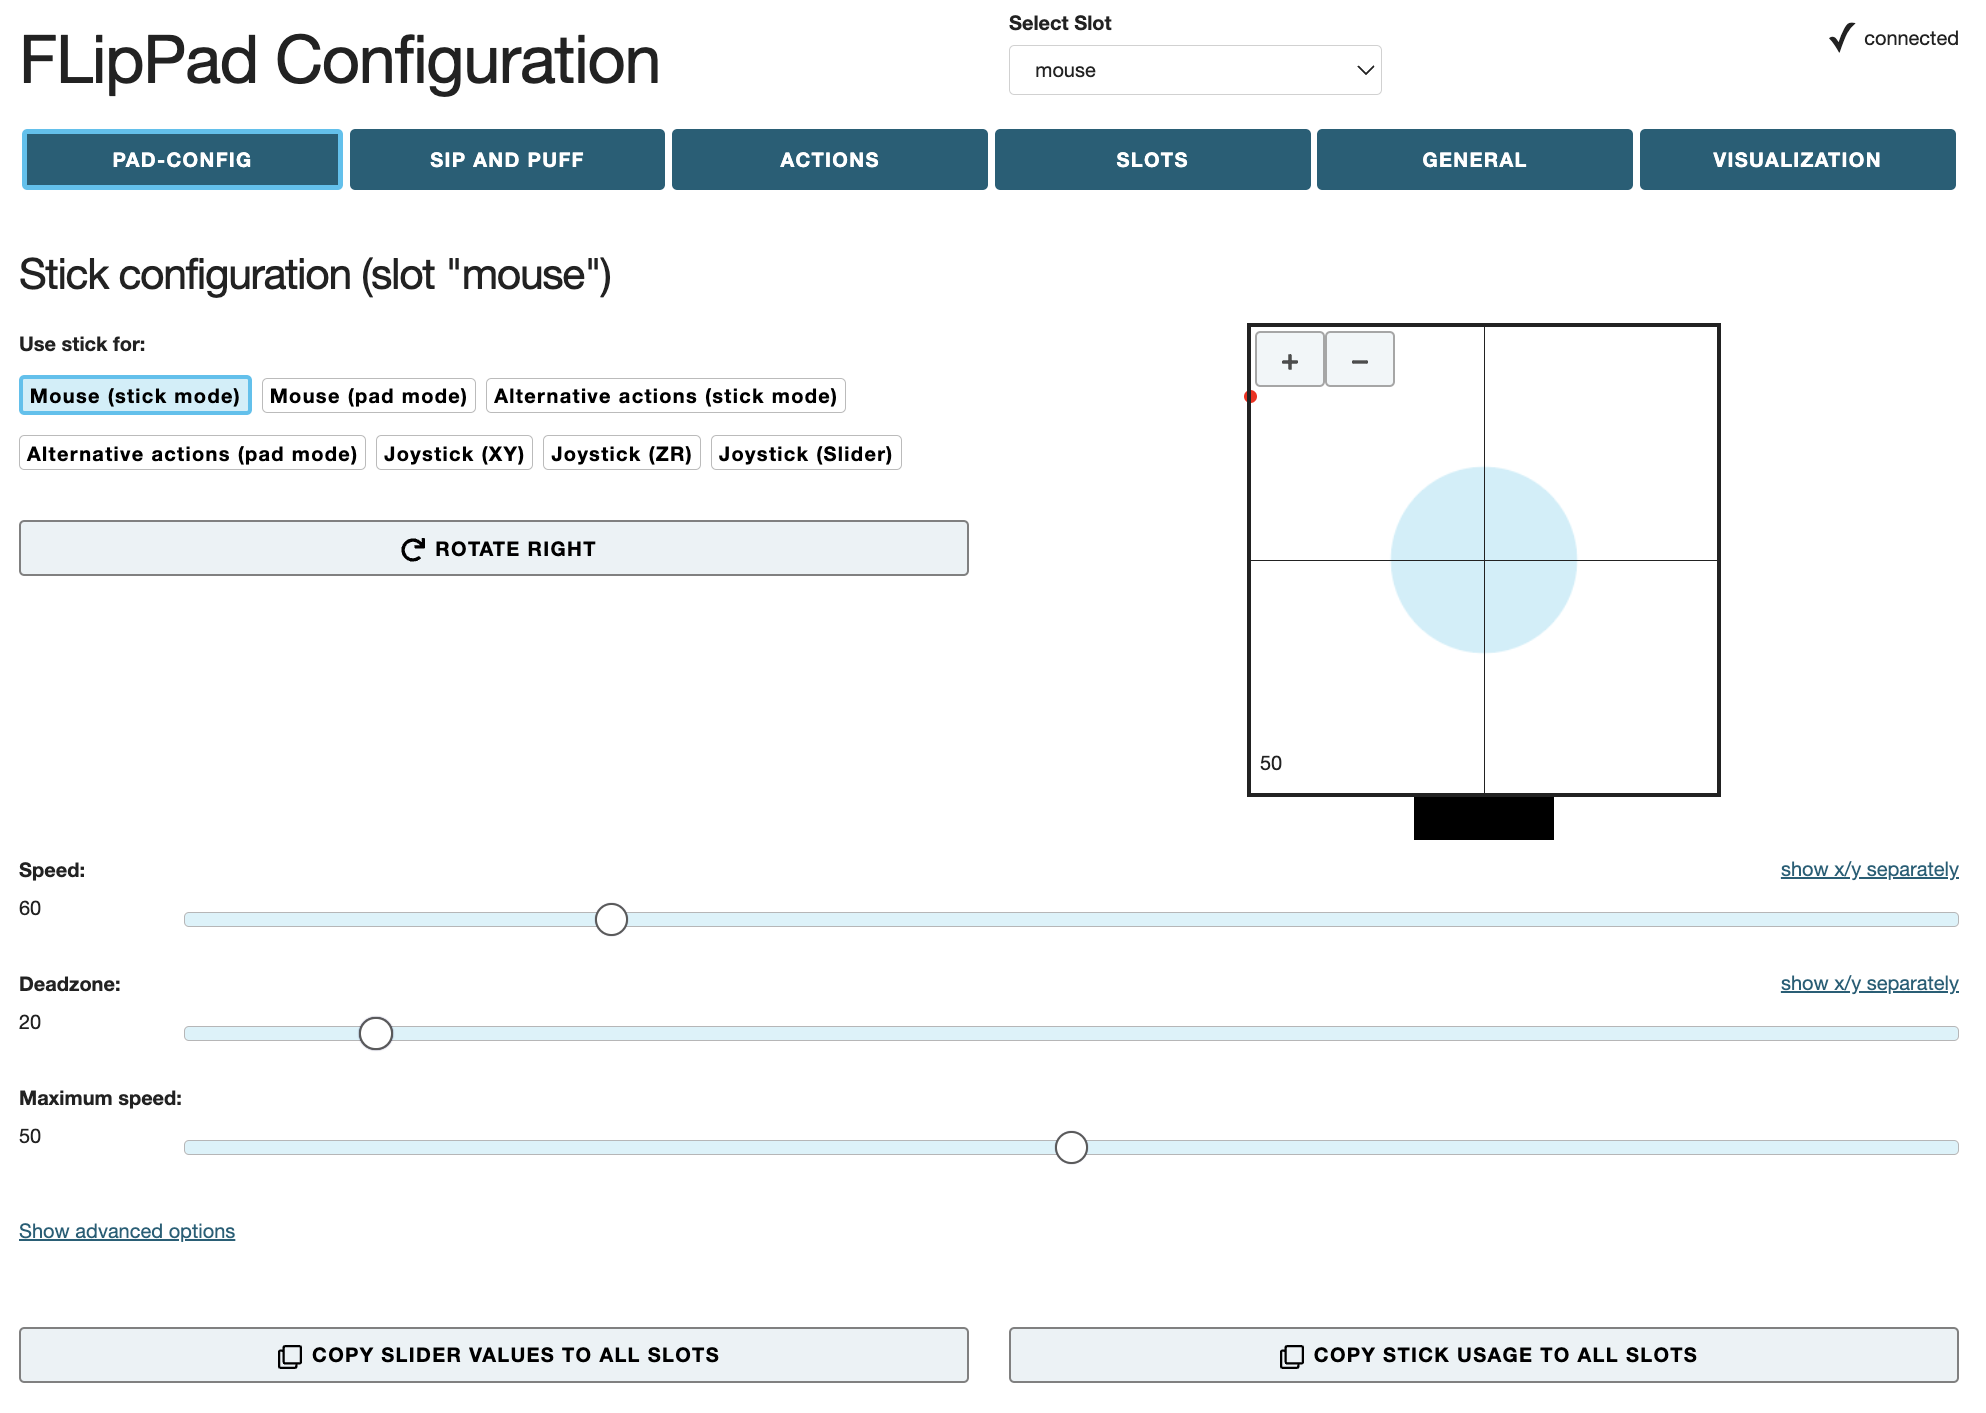 FLipPad Configuration
Select Slot
mouse
connected
PAD-CONFIG
SIP AND PUFF
ACTIONS
SLOTS
GENERAL
VISUALIZATION
Stick configuration (slot "mouse")
Use stick for:
Mouse (stick mode)
Mouse (pad mode)
Alternative actions (stick mode)
Alternative actions (pad mode)
Joystick (XY)
Joystick (ZR)
Joystick (Slider)
ROTATE RIGHT
+
−
50
Speed:
show x/y separately
60
Deadzone:
show x/y separately
20
Maximum speed:
50
Show advanced options
COPY SLIDER VALUES TO ALL SLOTS
COPY STICK USAGE TO ALL SLOTS